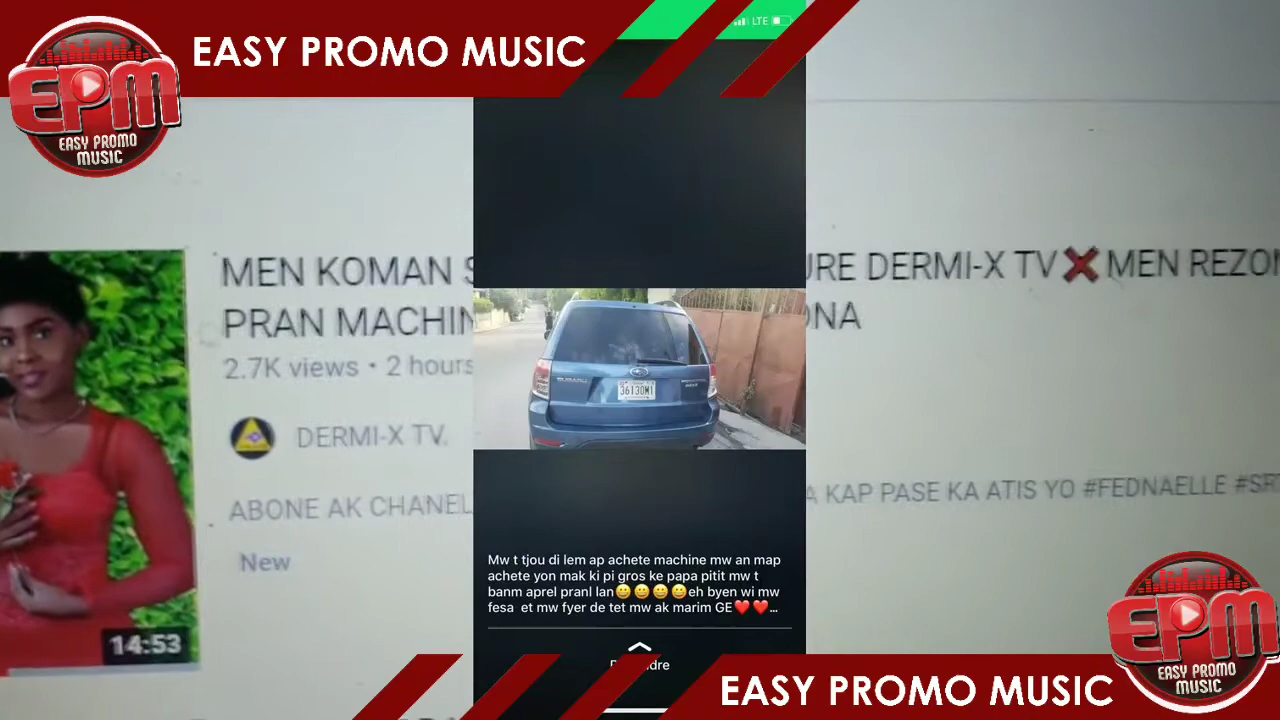 EASY PROMO MUSIC
EPM
EASY PROMO
MUSIC
LTE
MEN KOMAN
URE DERMI-X TV❌MEN REZON
PRAN MACHIN
2.7K views • 2 hours
DERMI-X TV.
ABONE AK CHANEL
A KAP PASE KA ATIS YO #FEDNAELLE #SR
New
14:53
SUBARU
36130MI
Mw t tjou di lem ap achete machine mw an map
achete yon mak ki pi gros ke papa pitit mw t
banm aprel pranl lan😀😀😀😀eh byen wi mw
fesa et mw fyer de tet mw ak marim GE❤️❤️...
EASY PROMO MUSIC
EPM
EASY PROMO
MUSIC